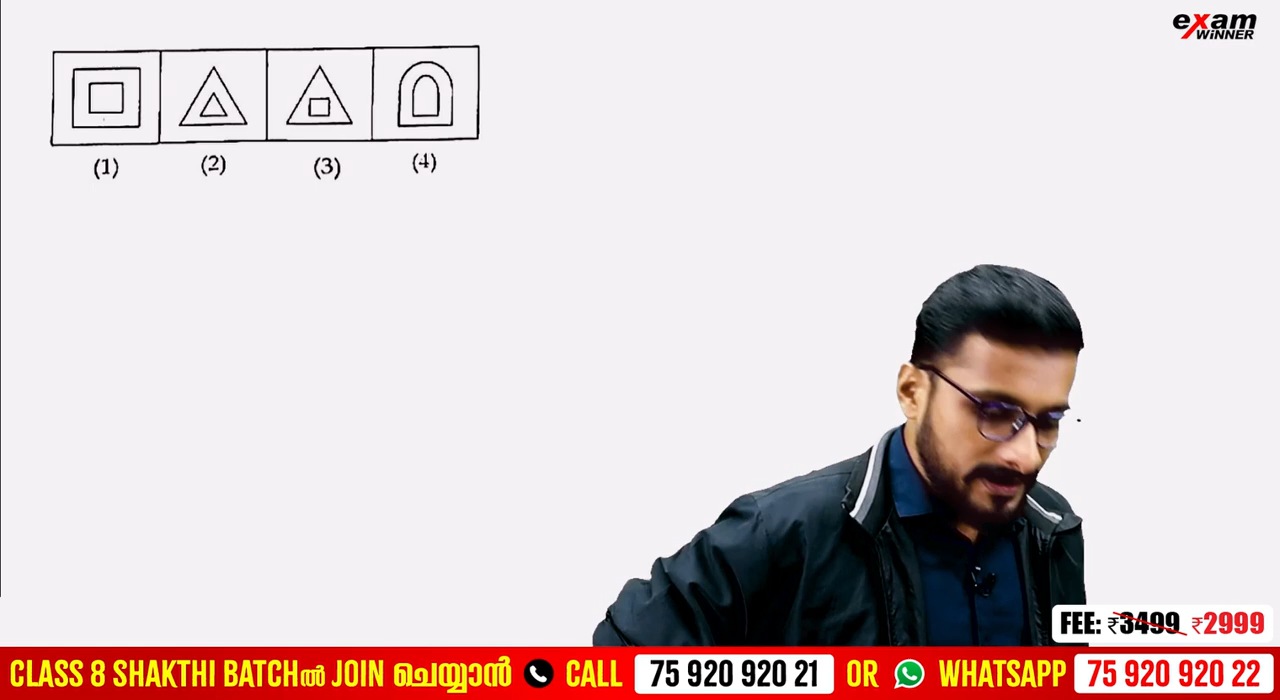 exam
WiNNER
(1) (2) (3) (4)
FEE: ₹3499 ₹2999
CLASS 8 SHAKTHI BATCHൽ JOIN ചെയ്യാൻ CALL 75 920 920 21 OR WHATSAPP 75 920 920 22